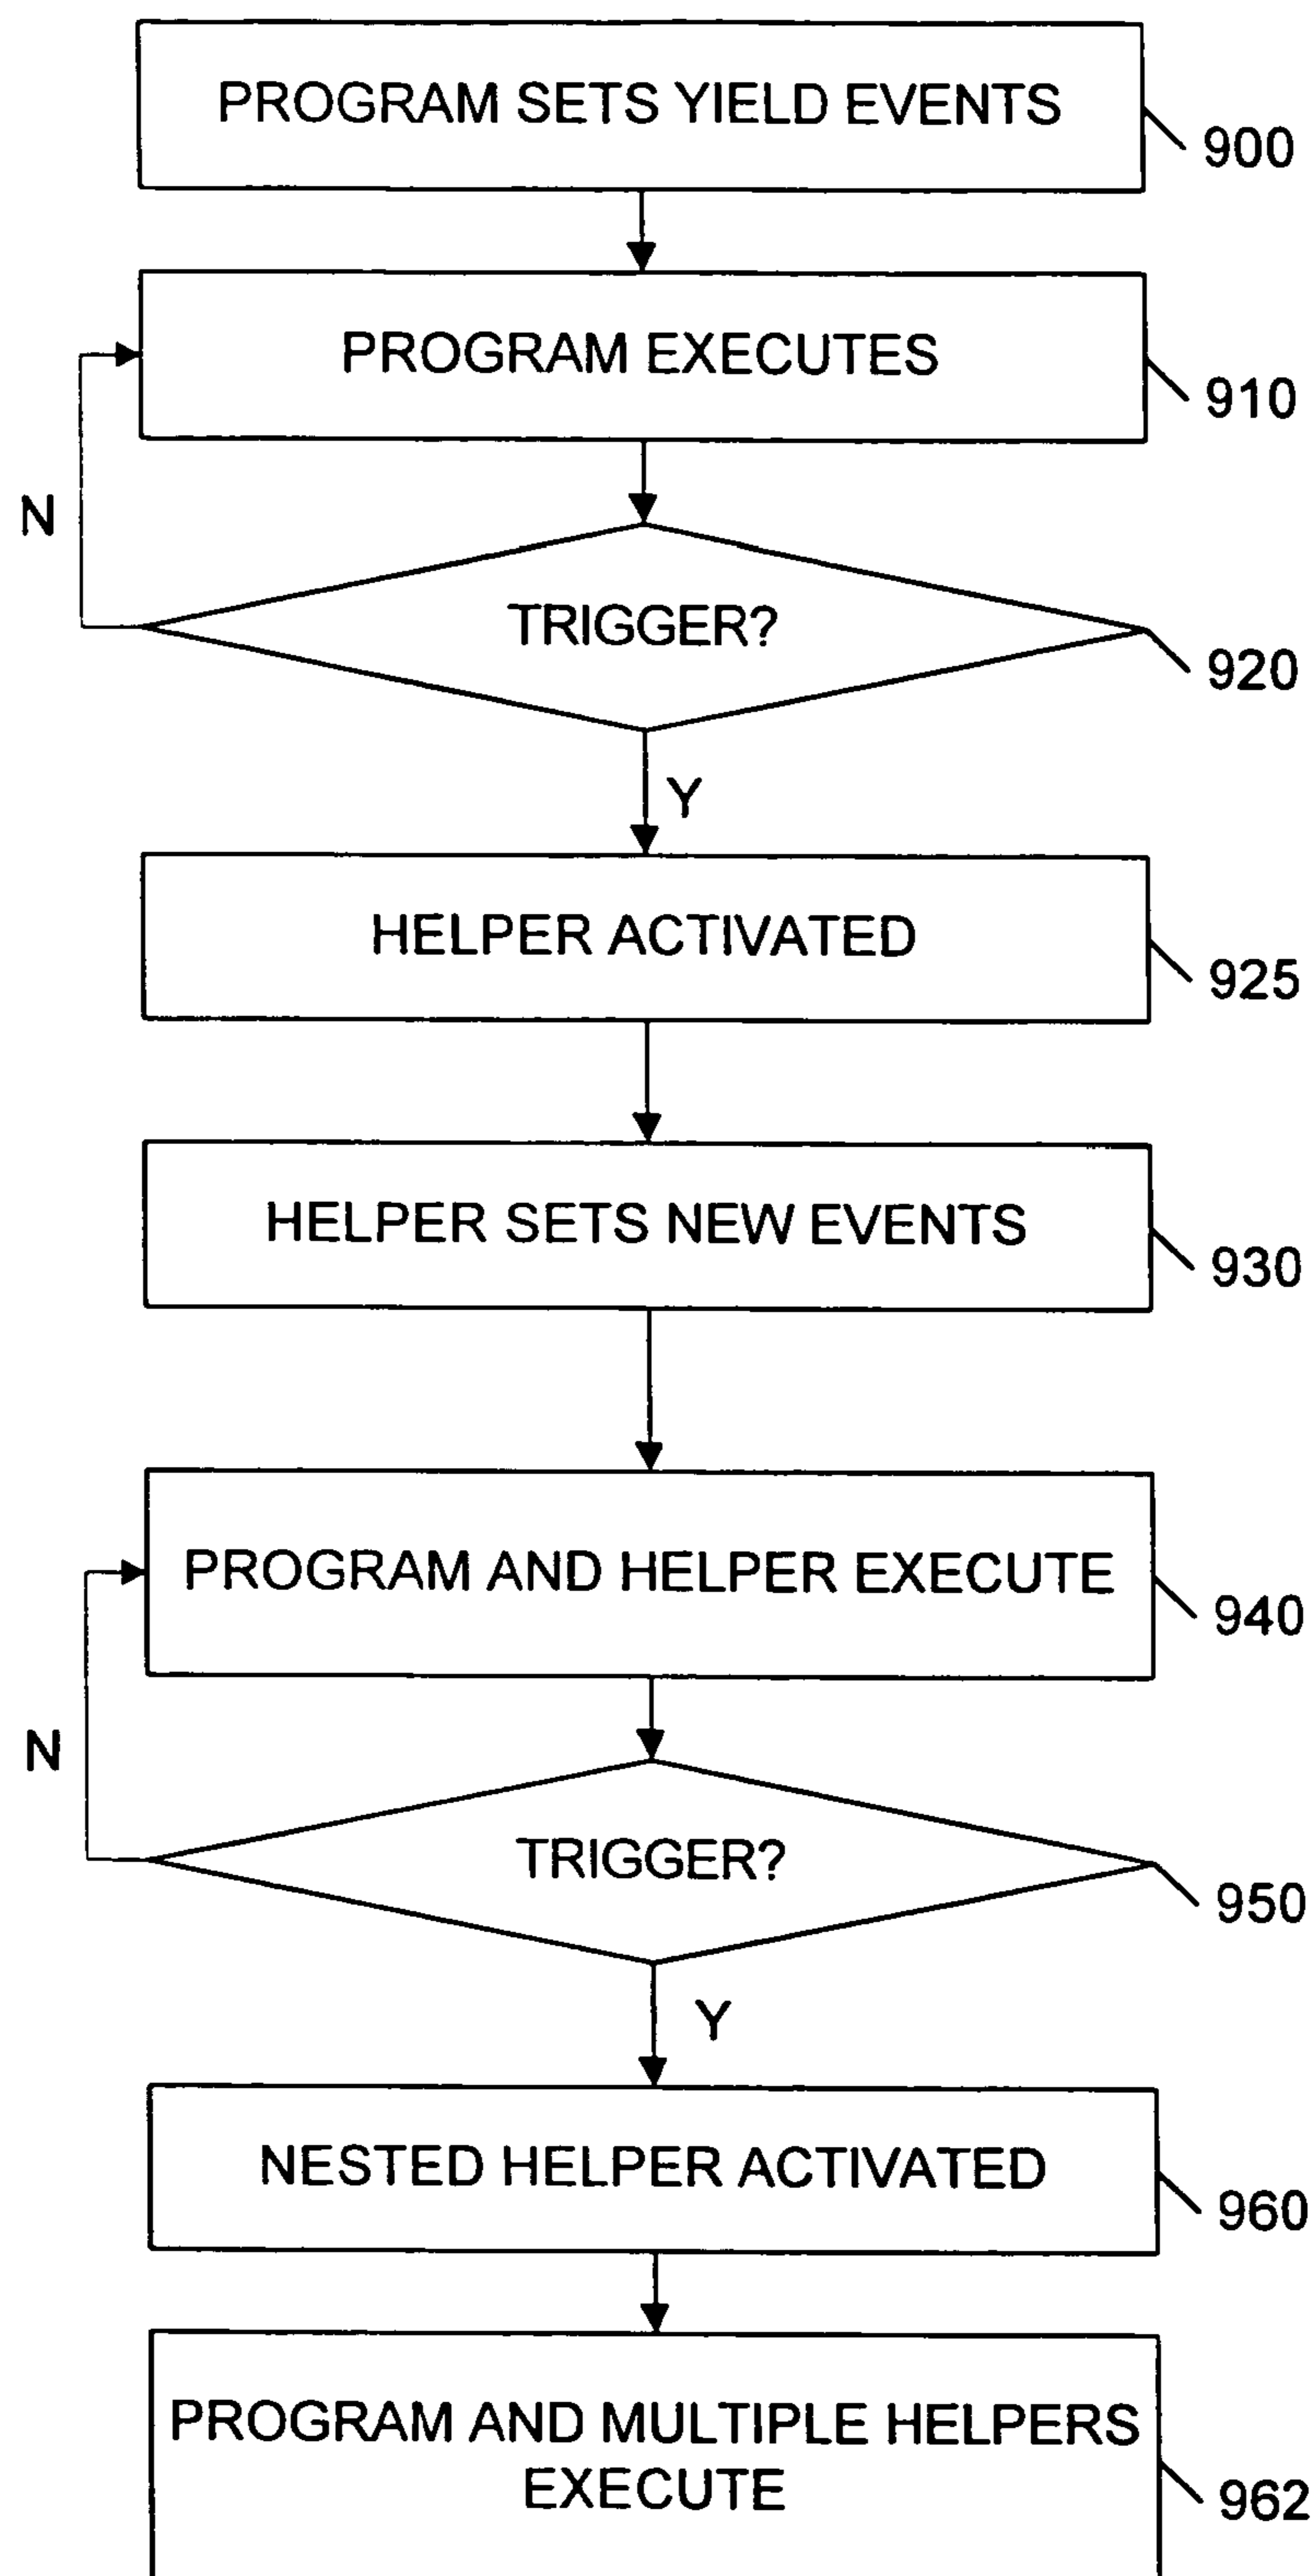 PROGRAM SETS YIELD EVENTS
900
PROGRAM EXECUTES
910
N
TRIGGER?
920
Y
HELPER ACTIVATED
925
HELPER SETS NEW EVENTS
930
PROGRAM AND HELPER EXECUTE
940
N
TRIGGER?
950
Y
NESTED HELPER ACTIVATED
960
PROGRAM AND MULTIPLE HELPERS
EXECUTE
962